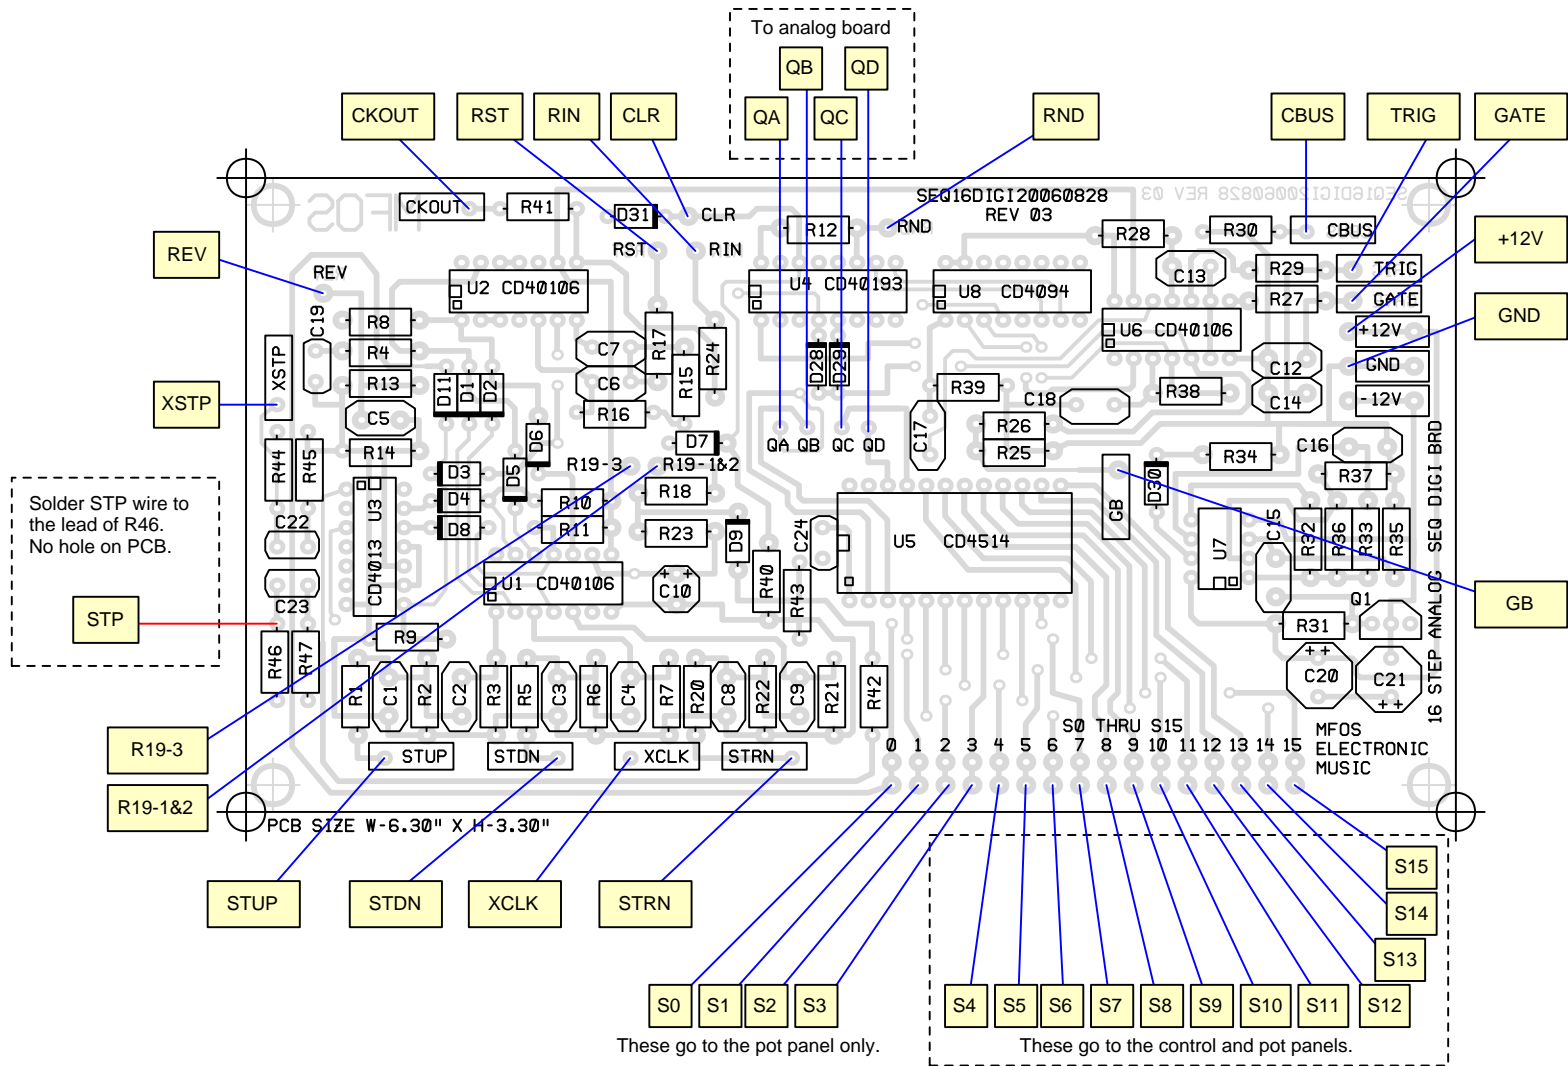 To analog board
QB
QD
QA
QC
CKOUT
RST
RIN
CLR
RND
CBUS
TRIG
GATE
MFOS
SEQ16DIGI20060828
REV 03
SEQ16DIGI20060828 REV 03
CKOUT
R41
D31
CLR
R12
RND
R28
R30
CBUS
REV
RST
RIN
+12V
REV
U2 CD40106
U4 CD40193
U8 CD4094
C13
R29
TRIG
R27
GATE
GND
C19
R8
R17
R24
U6 CD40106
+12V
R4
C7
D28
D29
C12
GND
XSTP
R13
D11
D1
D2
C6
R15
R39
C18
R38
C14
-12V
XSTP
C5
R16
QA
QB
QC
QD
C17
R26
C16
R44
R45
R14
D6
D7
R25
R34
R19-3
R19-1&2
D3
D5
GB
D30
R37
Solder STP wire to
the lead of R46.
No hole on PCB.
U3
CD4013
D4
R10
R18
D8
R11
R23
D9
C24
U5 CD4514
U7
C15
R32
R36
R33
R35
C22
C23
U1 CD40106
C10
R40
R43
GB
STP
Q1
R9
R31
R46
R47
R1
C1
R2
C2
R3
R5
C3
R6
C4
R7
R20
C8
R22
C9
R21
R42
C20
C21
16 STEP ANALOG SEQ DIGI BRD
S0 THRU S15
0 1 2 3 4 5 6 7 8 9 10 11 12 13 14 15
MFOS
ELECTRONIC
MUSIC
R19-3
STUP
STDN
XCLK
STRN
R19-1&2
PCB SIZE W-6.30" X H-3.30"
STUP
STDN
XCLK
STRN
S15
S14
S13
S0
S1
S2
S3
S4
S5
S6
S7
S8
S9
S10
S11
S12
These go to the pot panel only.
These go to the control and pot panels.